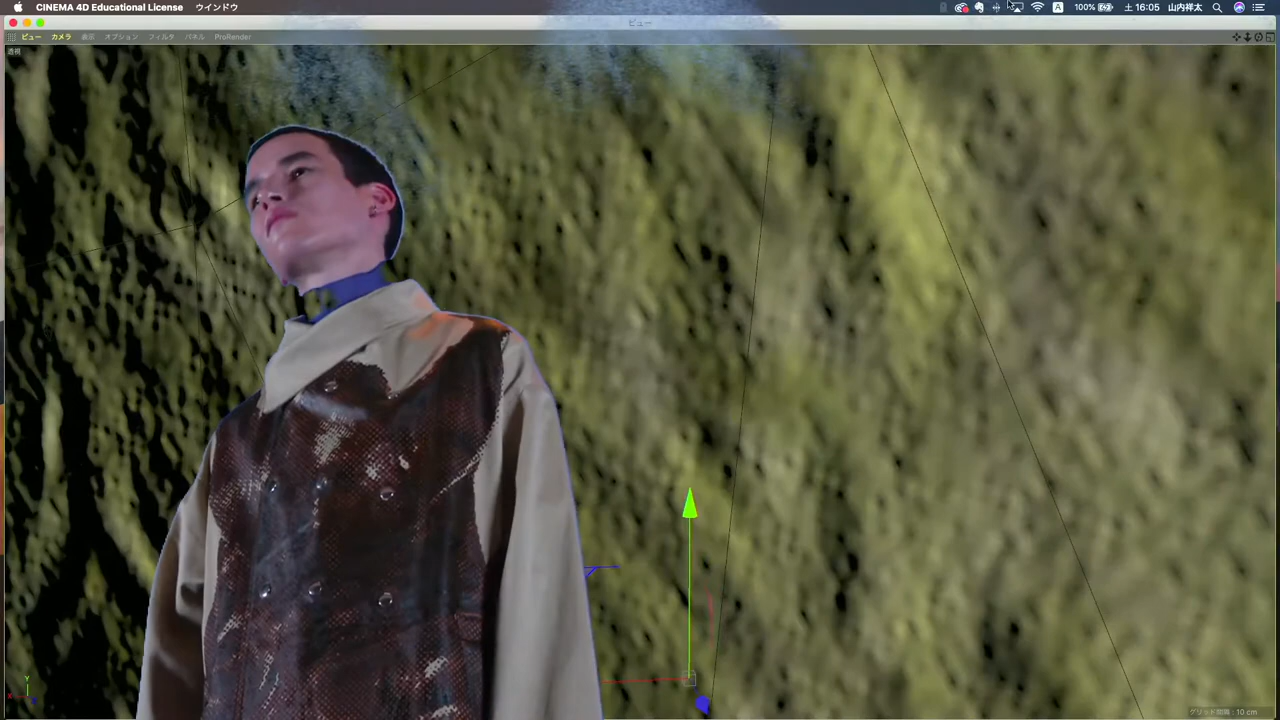 CINEMA 4D Educational License ウインドウ 100% 土 16:05 山内祥太
ビュー
ビュー カメラ 表示 オプション フィルタ パネル ProRender
透視
Y
X
グリッド間隔 : 10 cm